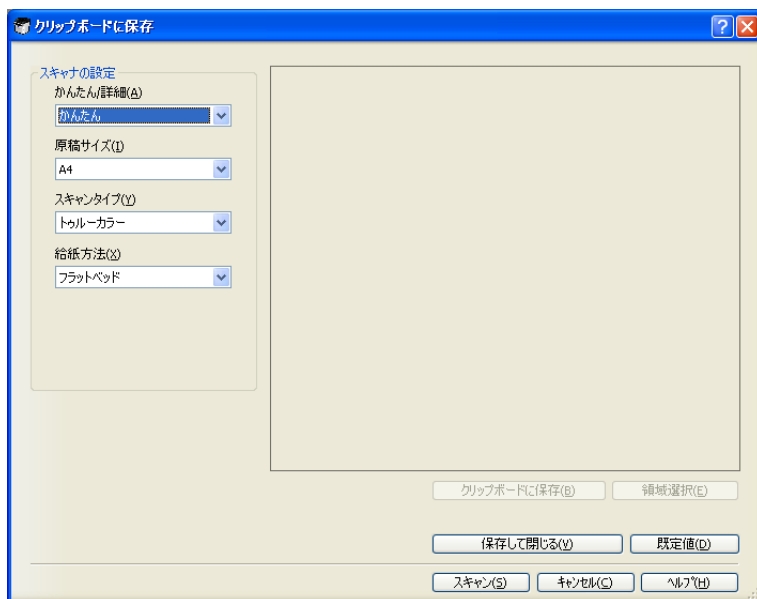 クリップボードに保存
スキャナの設定
かんたん/詳細(A)
かんたん
原稿サイズ(I)
A4
スキャンタイプ(Y)
トゥルーカラー
給紙方法(X)
フラットベッド
クリップボードに保存(B) 領域選択(E)
保存して閉じる(V) 既定値(D)
スキャン(S) キャンセル(C) ヘルプ(H)